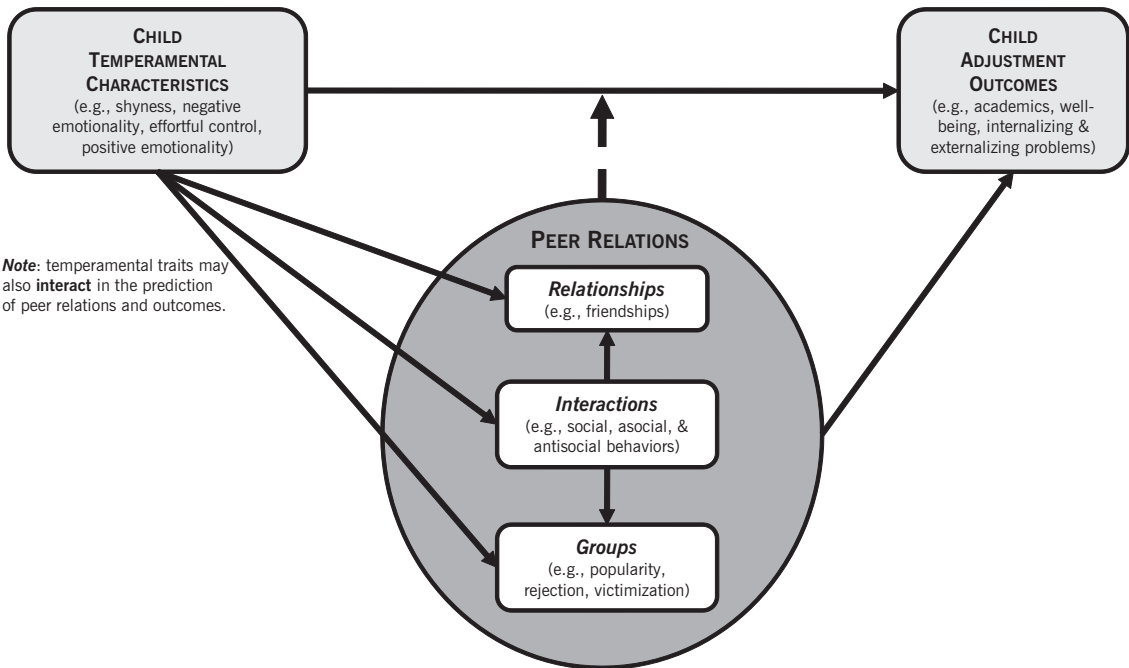 CHILD
TEMPERAMENTAL
CHARACTERISTICS
(e.g., shyness, negative
emotionality, effortful control,
positive emotionality)
CHILD
ADJUSTMENT
OUTCOMES
(e.g., academics, well-
being, internalizing &
externalizing problems)
Note: temperamental traits may
also interact in the prediction
of peer relations and outcomes.
PEER RELATIONS
Relationships
(e.g., friendships)
Interactions
(e.g., social, asocial, &
antisocial behaviors)
Groups
(e.g., popularity,
rejection, victimization)